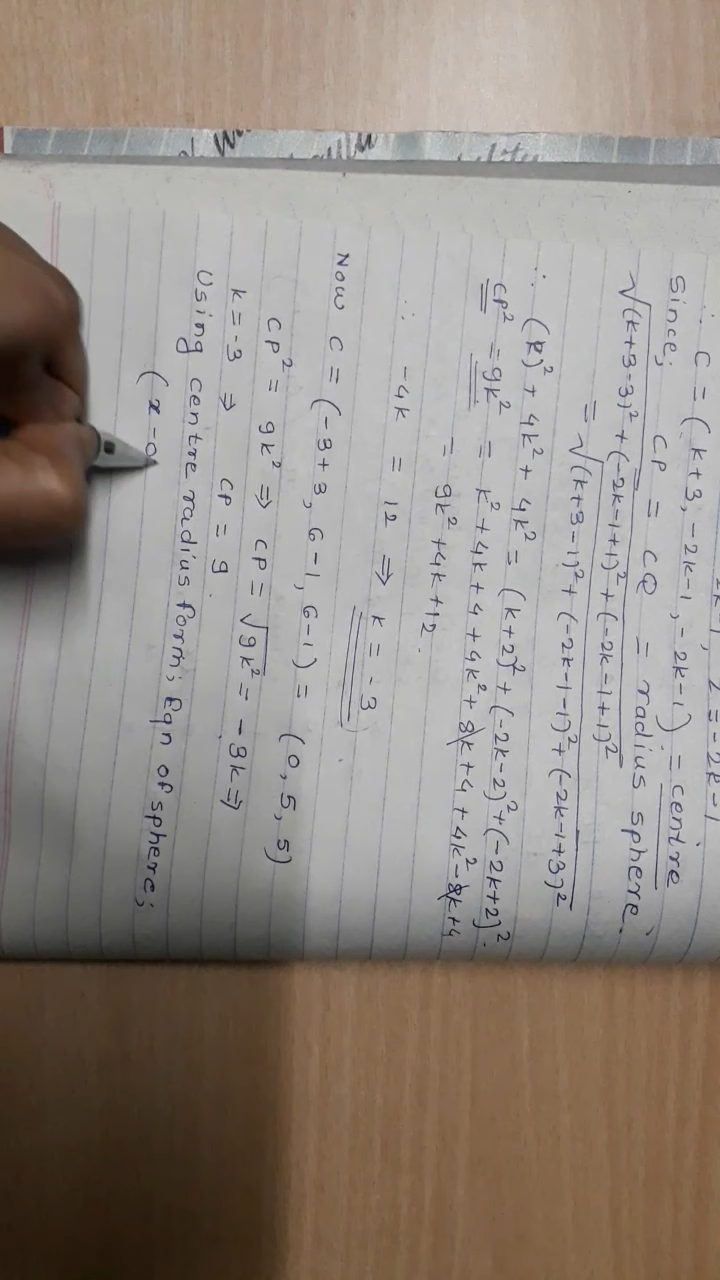 2k-1, z = -2k-1
∴ C = (k+3, -2k-1, -2k-1) = centre
Since; CP = CQ = radius sphere.
√(k+3-3)² + (-2k-1+1)² + (-2k-1+1)²
= √(k+3-1)² + (-2k-1-1)² + (-2k-1+3)²
∴ (k)² + 4k² + 4k² = (k+2)² + (-2k-2)² + (-2k+2)².
CP² = 9k² = k² + 4k + 4 + 4k² + 8k + 4 + 4k² - 8k + 4
= 9k² + 4k + 12.
∴ -4k = 12 ⇒ k = -3.
Now C = (-3+3, 6-1, 6-1) = (0, 5, 5)
CP² = 9k² ⇒ CP = √9k² = -3k ⇒
k = -3 ⇒ CP = 9.
Using centre radius form; Eqn of sphere;
(x-0